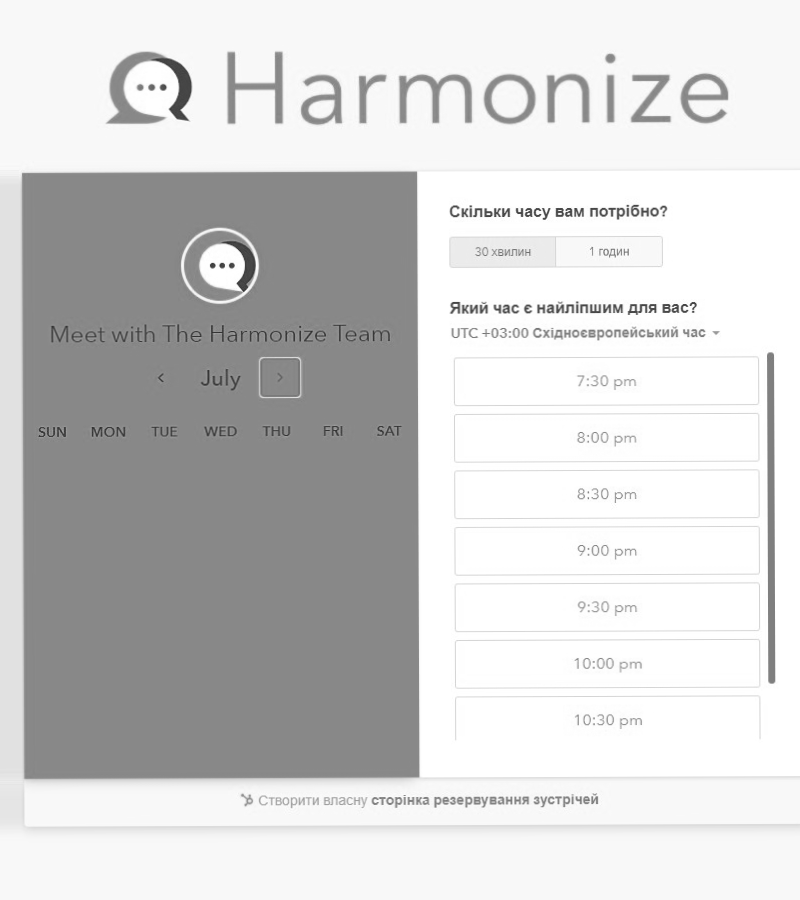 Harmonize
Meet with The Harmonize Team
July
SUN MON TUE WED THU FRI SAT
Скільки часу вам потрібно?
30 хвилин 1 годин
Який час є найліпшим для вас?
UTC +03:00 Східноєвропейський час
7:30 pm
8:00 pm
8:30 pm
9:00 pm
9:30 pm
10:00 pm
10:30 pm
Створити власну сторінка резервування зустрічей